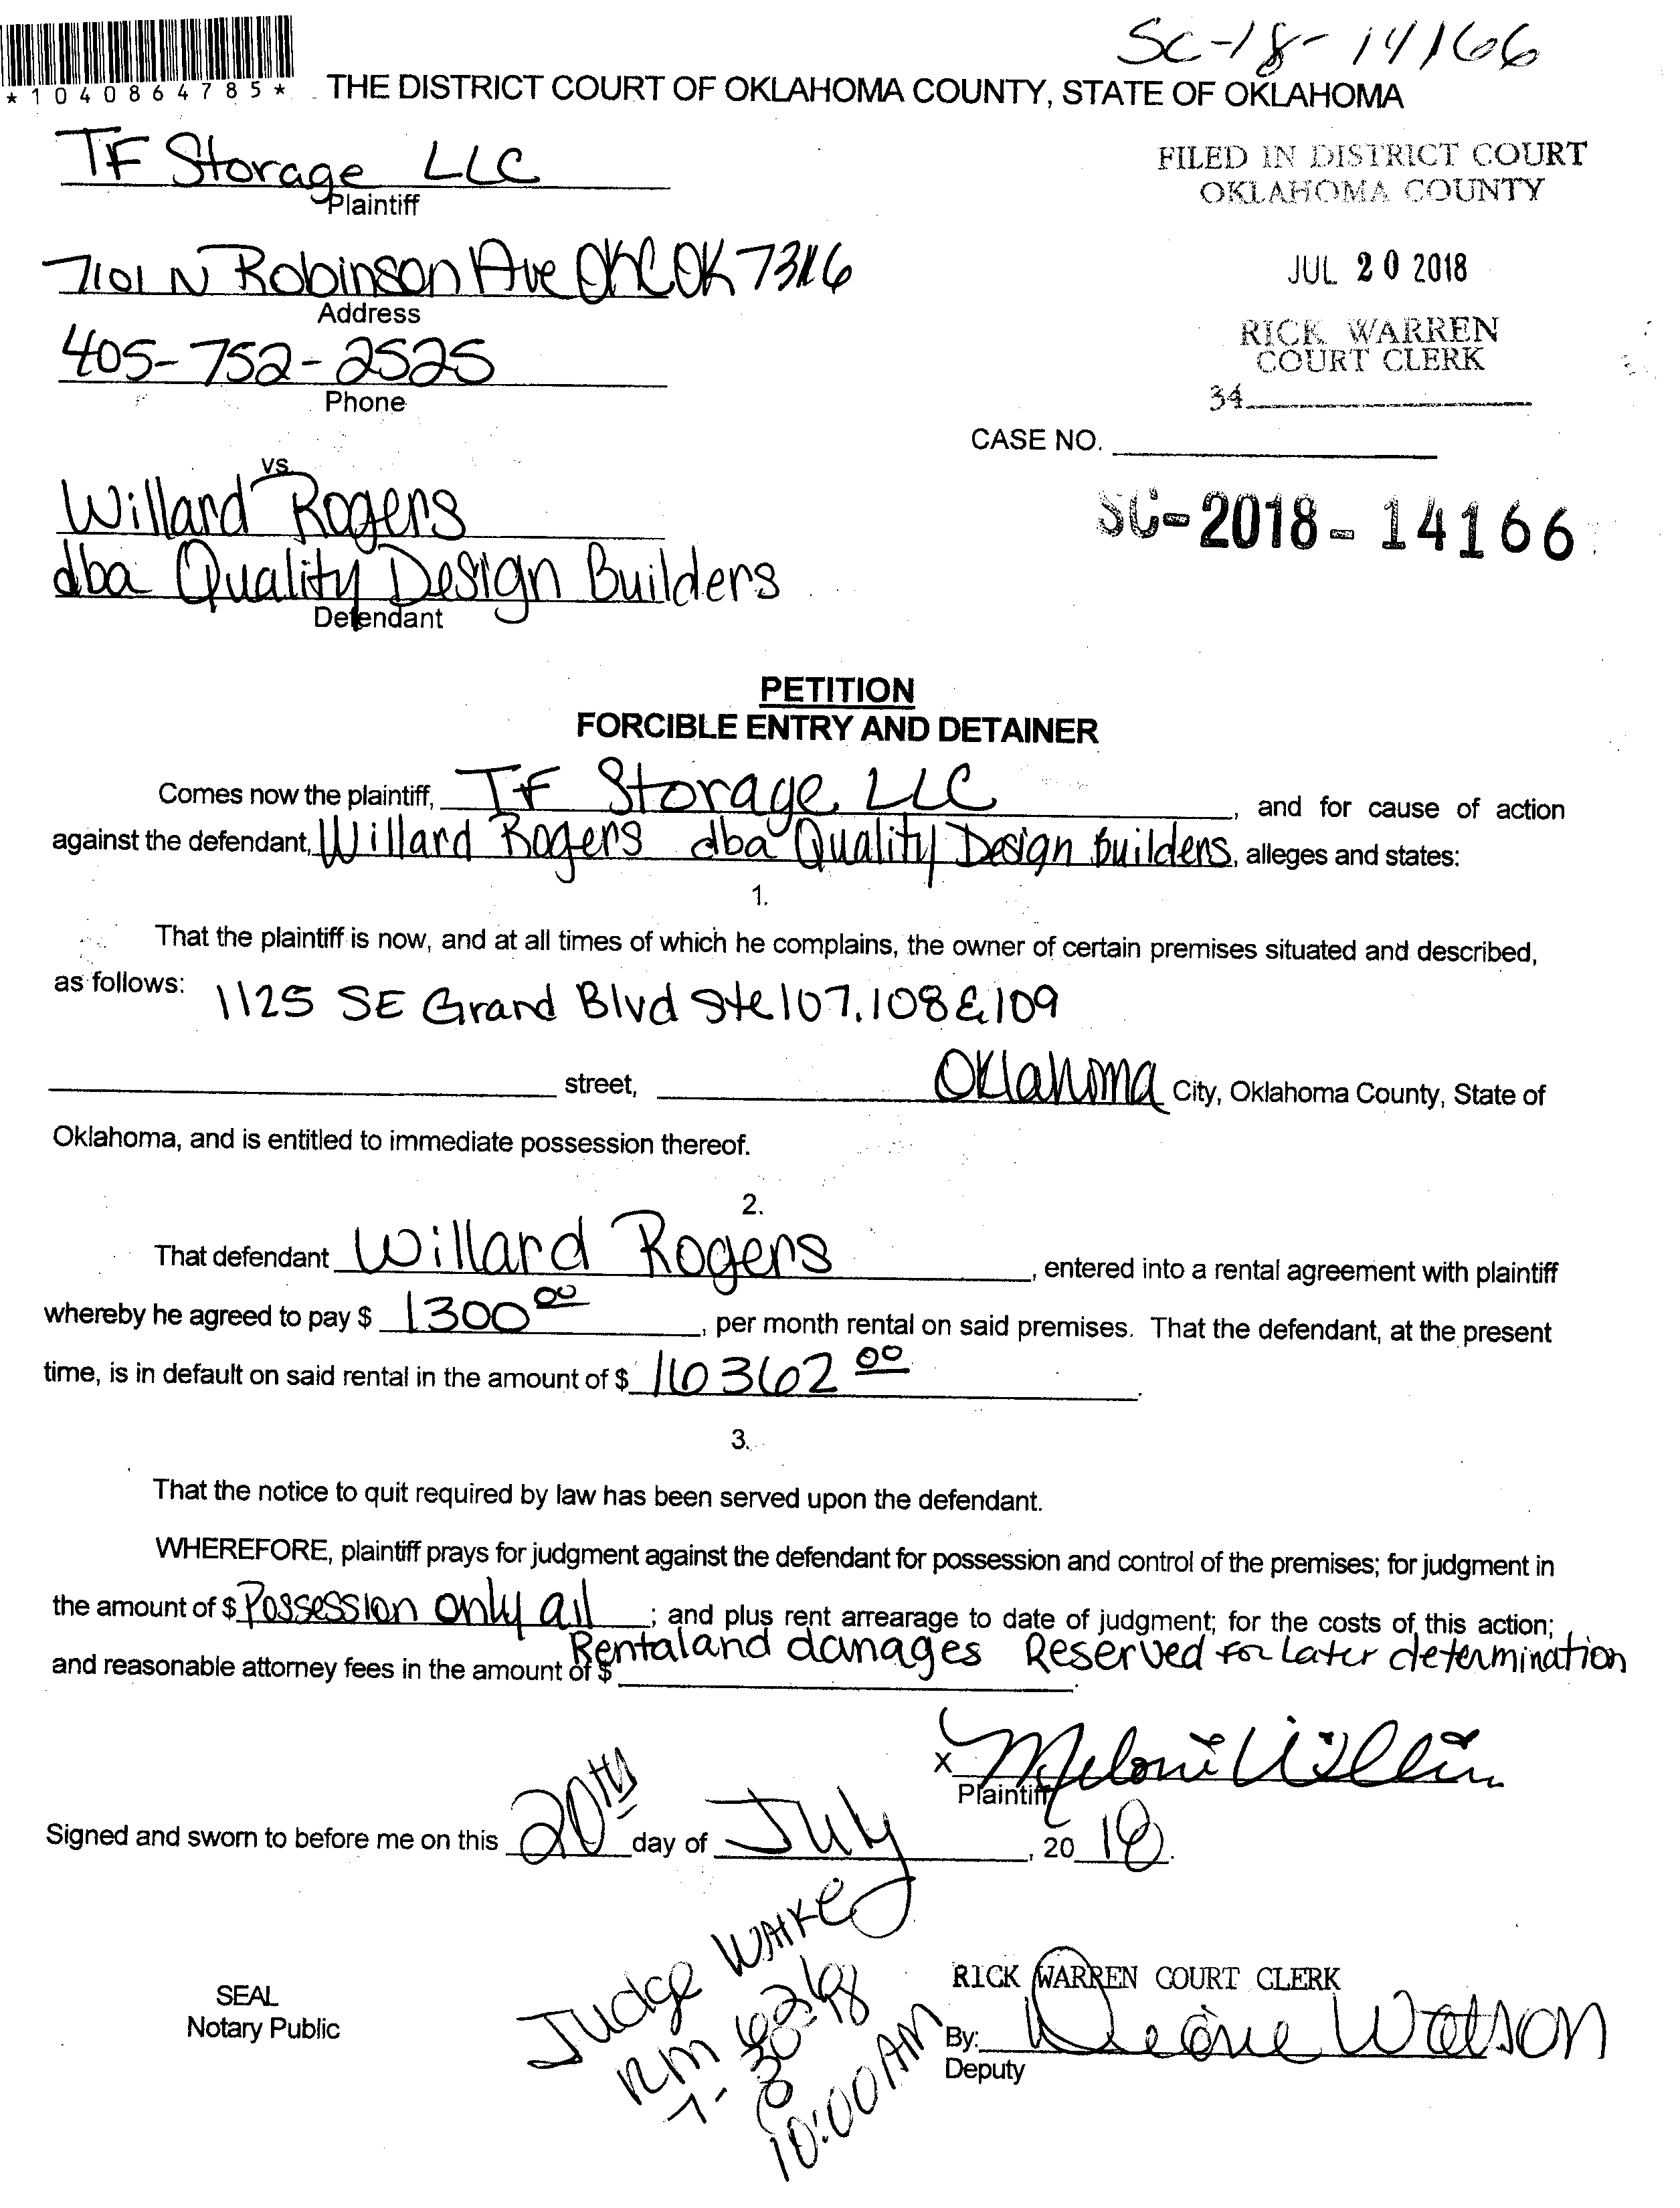 SC-18-14166
*1040864785*
THE DISTRICT COURT OF OKLAHOMA COUNTY, STATE OF OKLAHOMA
TF Storage LLC
Plaintiff
FILED IN DISTRICT COURT
OKLAHOMA COUNTY
7101 N Robinson Ave OKC OK 73116
Address
JUL 20 2018
405-752-2525
Phone
RICK WARREN
COURT CLERK
34
CASE NO.
vs.
Willard Rogers
dba Quality Design Builders
Defendant
SC-2018-14166
PETITION
FORCIBLE ENTRY AND DETAINER
Comes now the plaintiff, TF Storage LLC, and for cause of action
against the defendant, Willard Rogers dba Quality Design Builders, alleges and states:
1.
That the plaintiff is now, and at all times of which he complains, the owner of certain premises situated and described,
as follows: 1125 SE Grand Blvd Ste 107, 108 & 109
street, Oklahoma City, Oklahoma County, State of
Oklahoma, and is entitled to immediate possession thereof.
2.
That defendant Willard Rogers, entered into a rental agreement with plaintiff
whereby he agreed to pay $ 1300 00, per month rental on said premises. That the defendant, at the present
time, is in default on said rental in the amount of $ 16362 00.
3.
That the notice to quit required by law has been served upon the defendant.
WHEREFORE, plaintiff prays for judgment against the defendant for possession and control of the premises; for judgment in
the amount of $ Possession only all; and plus rent arrearage to date of judgment; for the costs of this action;
Rental and damages Reserved for Later determination
and reasonable attorney fees in the amount of $.
X
Plaintiff
Signed and sworn to before me on this 20th day of July, 2018.
Judge
RM
10:00 AM
SEAL
Notary Public
RICK WARREN COURT CLERK
By: Watson
Deputy